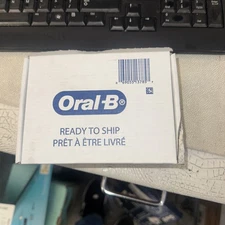 Oral-B®
READY TO SHIP
PRÊT À ÊTRE LIVRÉ